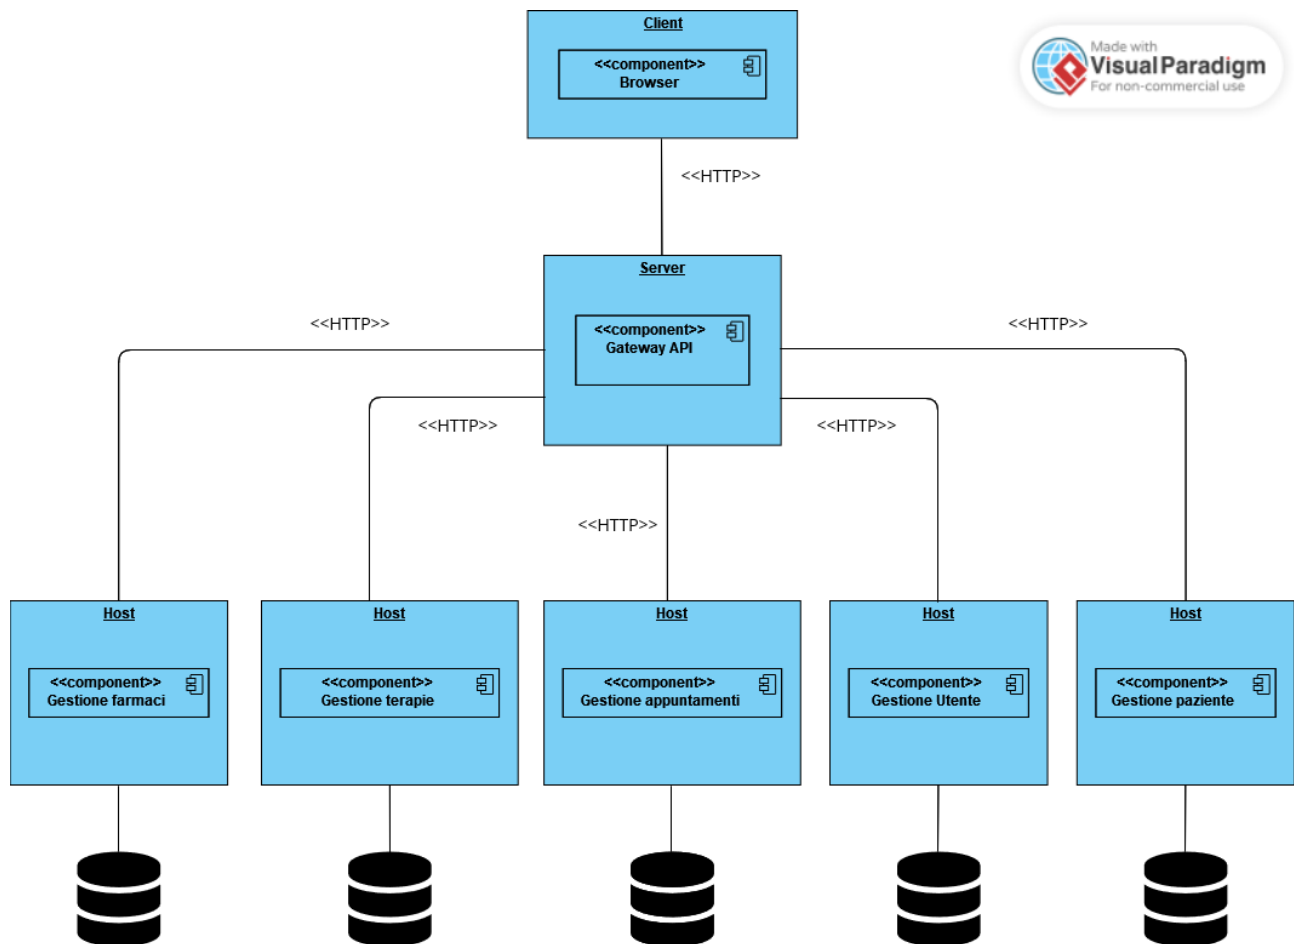 Client
<<component>>
Browser
Made with
Visual Paradigm
For non-commercial use
<<HTTP>>
Server
<<component>>
Gateway API
<<HTTP>>
<<HTTP>>
<<HTTP>>
<<HTTP>>
<<HTTP>>
Host
<<component>>
Gestione farmaci
Host
<<component>>
Gestione terapie
Host
<<component>>
Gestione appuntamenti
Host
<<component>>
Gestione Utente
Host
<<component>>
Gestione paziente